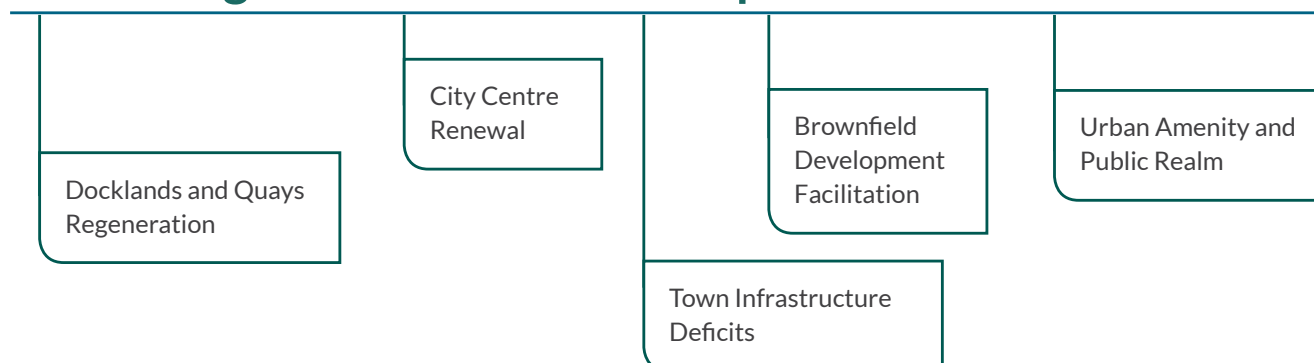 Docklands and Quays
Regeneration
City Centre
Renewal
Town Infrastructure
Deficits
Brownfield
Development
Facilitation
Urban Amenity and
Public Realm